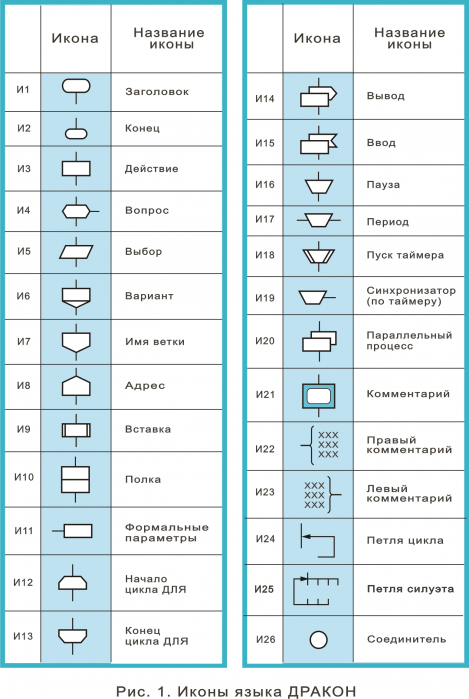 Икона
Название
иконы
И1
Заголовок
И2
Конец
И3
Действие
И4
Вопрос
И5
Выбор
И6
Вариант
И7
Имя ветки
И8
Адрес
И9
Вставка
И10
Полка
И11
Формальные
параметры
И12
Начало
цикла ДЛЯ
И13
Конец
цикла ДЛЯ
Икона
Название
иконы
И14
Вывод
И15
Ввод
И16
Пауза
И17
Период
И18
Пуск таймера
И19
Синхронизатор
(по таймеру)
И20
Параллельный
процесс
И21
Комментарий
И22
ХХХ
ХХХ
ХХХ
Правый
комментарий
И23
ХХХ
ХХХ
ХХХ
Левый
комментарий
И24
Петля цикла
И25
Петля силуэта
И26
Соединитель
Рис. 1. Иконы языка ДРАКОН